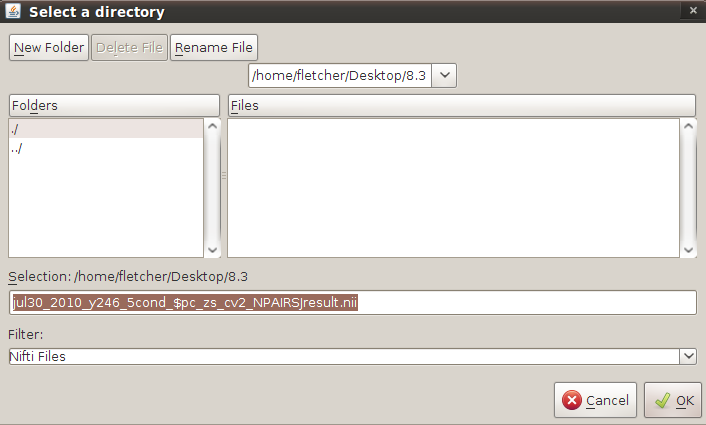 Select a directory
New Folder Delete File Rename File
/home/fletcher/Desktop/8.3
Folders Files
./
../
Selection: /home/fletcher/Desktop/8.3
jul30_2010_y246_5cond_$pc_zs_cv2_NPAIRSJresult.nii
Filter:
Nifti Files
Cancel OK